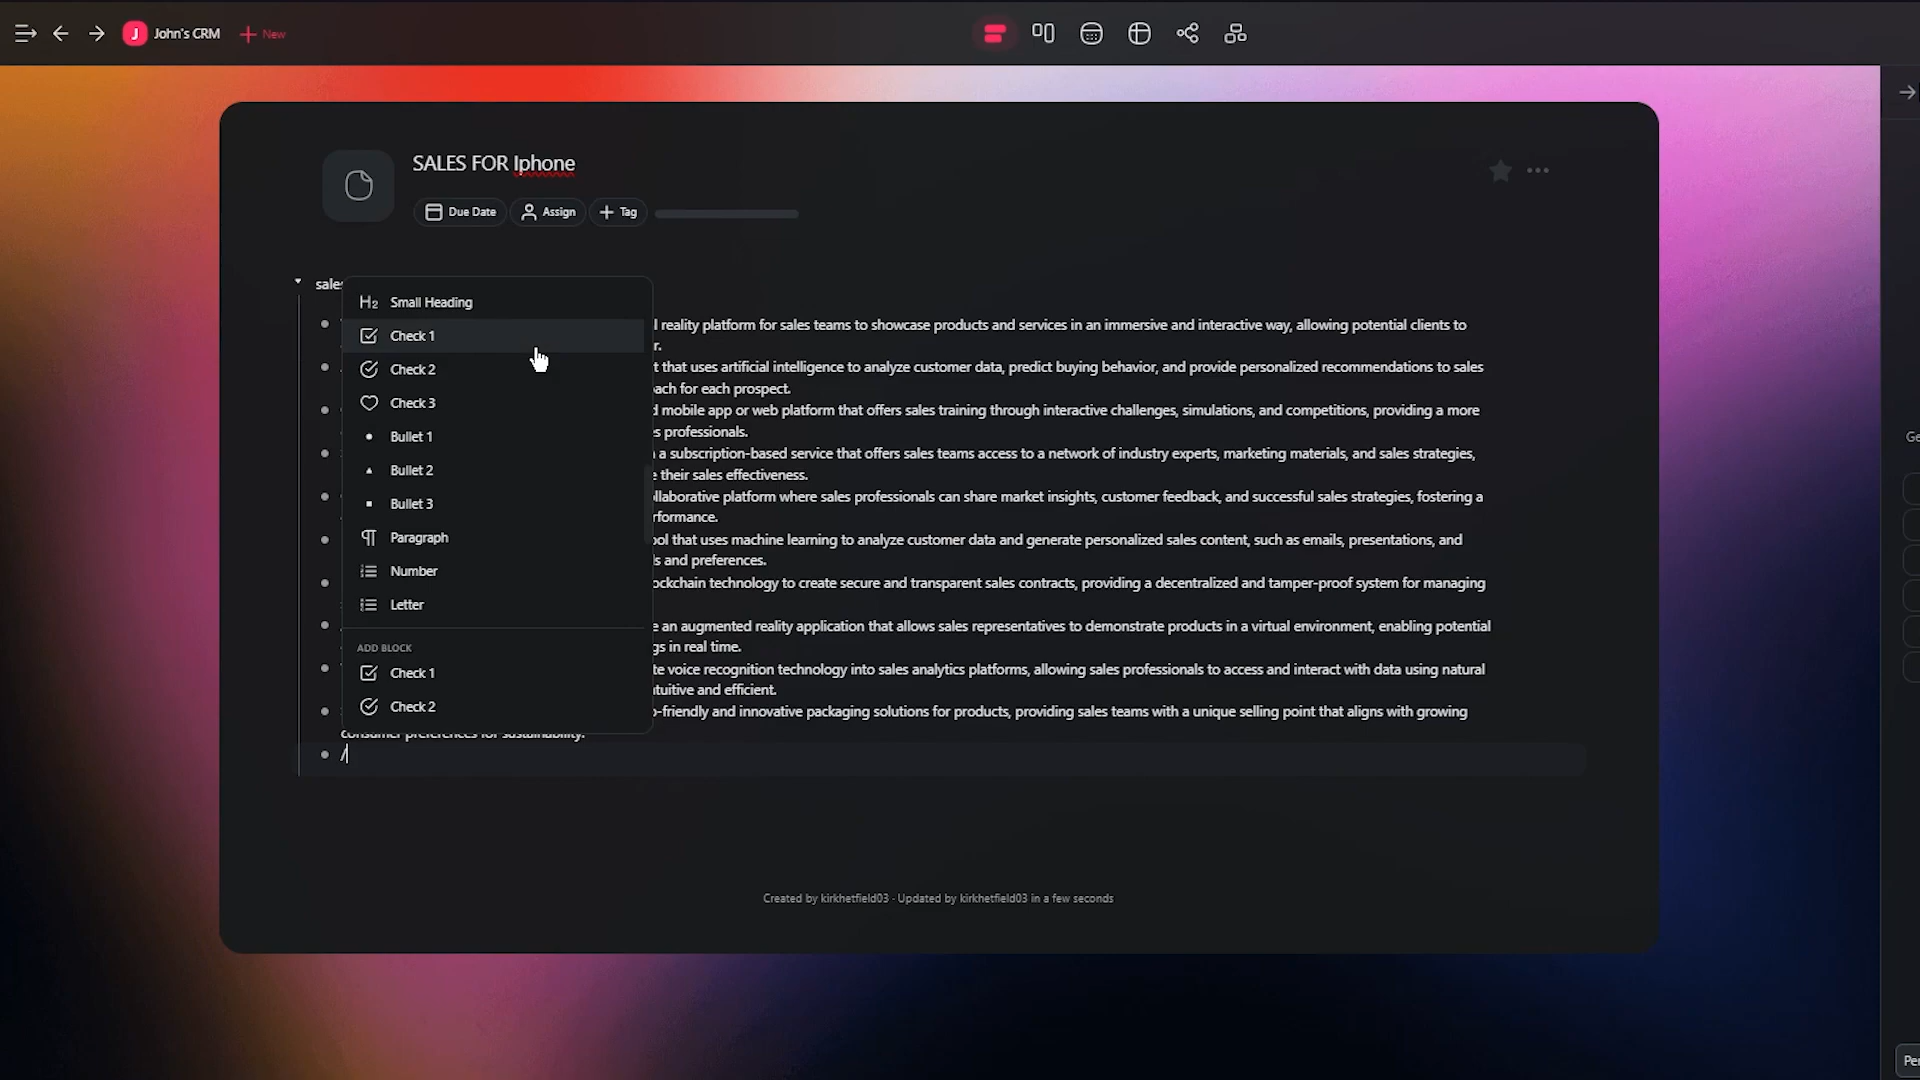 J John's CRM + New
SALES FOR Iphone
Due Date Assign + Tag
sales
H2 Small Heading
Check 1
l reality platform for sales teams to showcase products and services in an immersive and interactive way, allowing potential clients to
r.
Check 2
t that uses artificial intelligence to analyze customer data, predict buying behavior, and provide personalized recommendations to sales
ach for each prospect.
Check 3
d mobile app or web platform that offers sales training through interactive challenges, simulations, and competitions, providing a more
s professionals.
Bullet 1
a subscription-based service that offers sales teams access to a network of industry experts, marketing materials, and sales strategies,
Bullet 2
e their sales effectiveness.
Bullet 3
llaborative platform where sales professionals can share market insights, customer feedback, and successful sales strategies, fostering a
rformance.
Paragraph
ol that uses machine learning to analyze customer data and generate personalized sales content, such as emails, presentations, and
s and preferences.
Number
ockchain technology to create secure and transparent sales contracts, providing a decentralized and tamper-proof system for managing
Letter
e an augmented reality application that allows sales representatives to demonstrate products in a virtual environment, enabling potential
gs in real time.
ADD BLOCK
Check 1
te voice recognition technology into sales analytics platforms, allowing sales professionals to access and interact with data using natural
tuitive and efficient.
Check 2
o-friendly and innovative packaging solutions for products, providing sales teams with a unique selling point that aligns with growing
consumer preferences for sustainability.
/
Created by kirkhetfield03 · Updated by kirkhetfield03 in a few seconds
Ge
Per